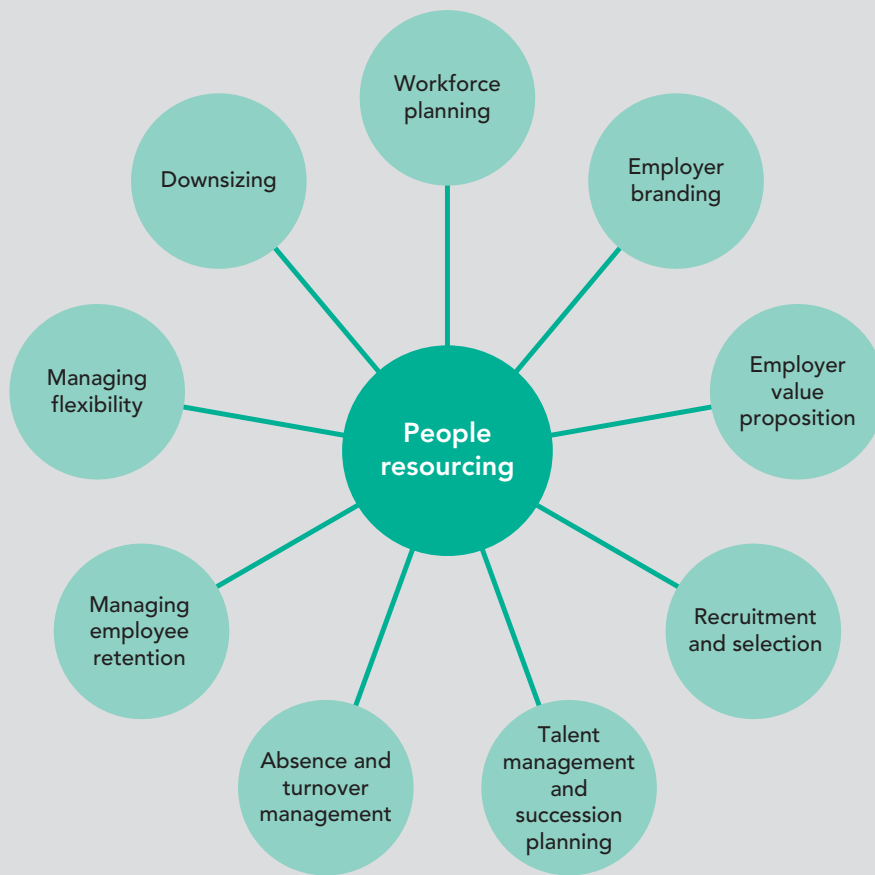 Workforce
planning
Employer
branding
Employer
value
proposition
Recruitment
and selection
Talent
management
and
succession
planning
Absence and
turnover
management
Managing
employee
retention
Managing
flexibility
Downsizing
People
resourcing